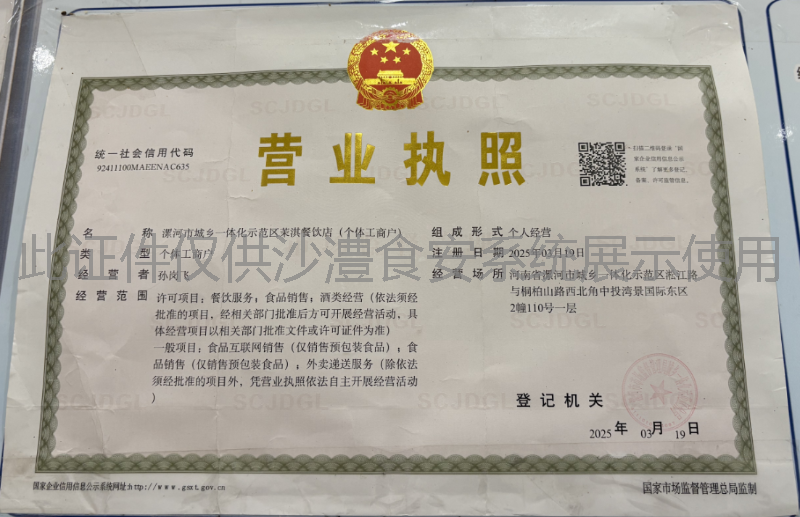 统一社会信用代码
92411100MAEENAC635
营业执照
扫描二维码登录“国
家企业信用信息公示
系统”了解更多登记、
备案、许可监管信息。
名称 漯河市城乡一体化示范区茉淇餐饮店（个体工商户）
类型 个体工商户
经营者 孙岗飞
经营范围 许可项目：餐饮服务；食品销售；酒类经营（依法须经
批准的项目，经相关部门批准后方可开展经营活动，具
体经营项目以相关部门批准文件或许可证件为准）
一般项目：食品互联网销售（仅销售预包装食品）；食
品销售（仅销售预包装食品）；外卖递送服务（除依法
须经批准的项目外，凭营业执照依法自主开展经营活动
）
组成形式 个人经营
注册日期 2025年03月19日
经营场所 河南省漯河市城乡一体化示范区淞江路
与桐柏山路西北角中投湾景国际东区
2幢110号一层
此证件仅供沙澧食安系统展示使用
登记机关
2025年 03月 19日
国家企业信用信息公示系统网址:http://www.gsxt.gov.cn
国家市场监督管理总局监制